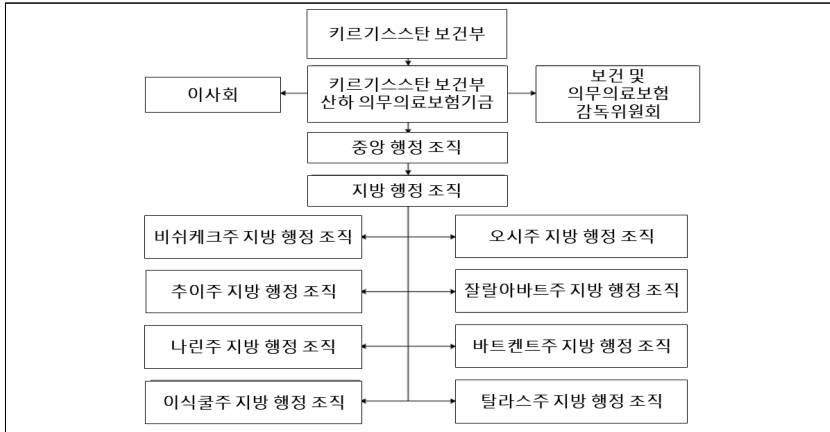 키르기스스탄 보건부
이사회
키르기스스탄 보건부
산하 의무의료보험기금
보건 및
의무의료보험
감독위원회
중앙 행정 조직
지방 행정 조직
비쉬케크주 지방 행정 조직
오시주 지방 행정 조직
추이주 지방 행정 조직
잘랄아바트주 지방 행정 조직
나린주 지방 행정 조직
바트켄트주 지방 행정 조직
이식쿨주 지방 행정 조직
탈라스주 지방 행정 조직